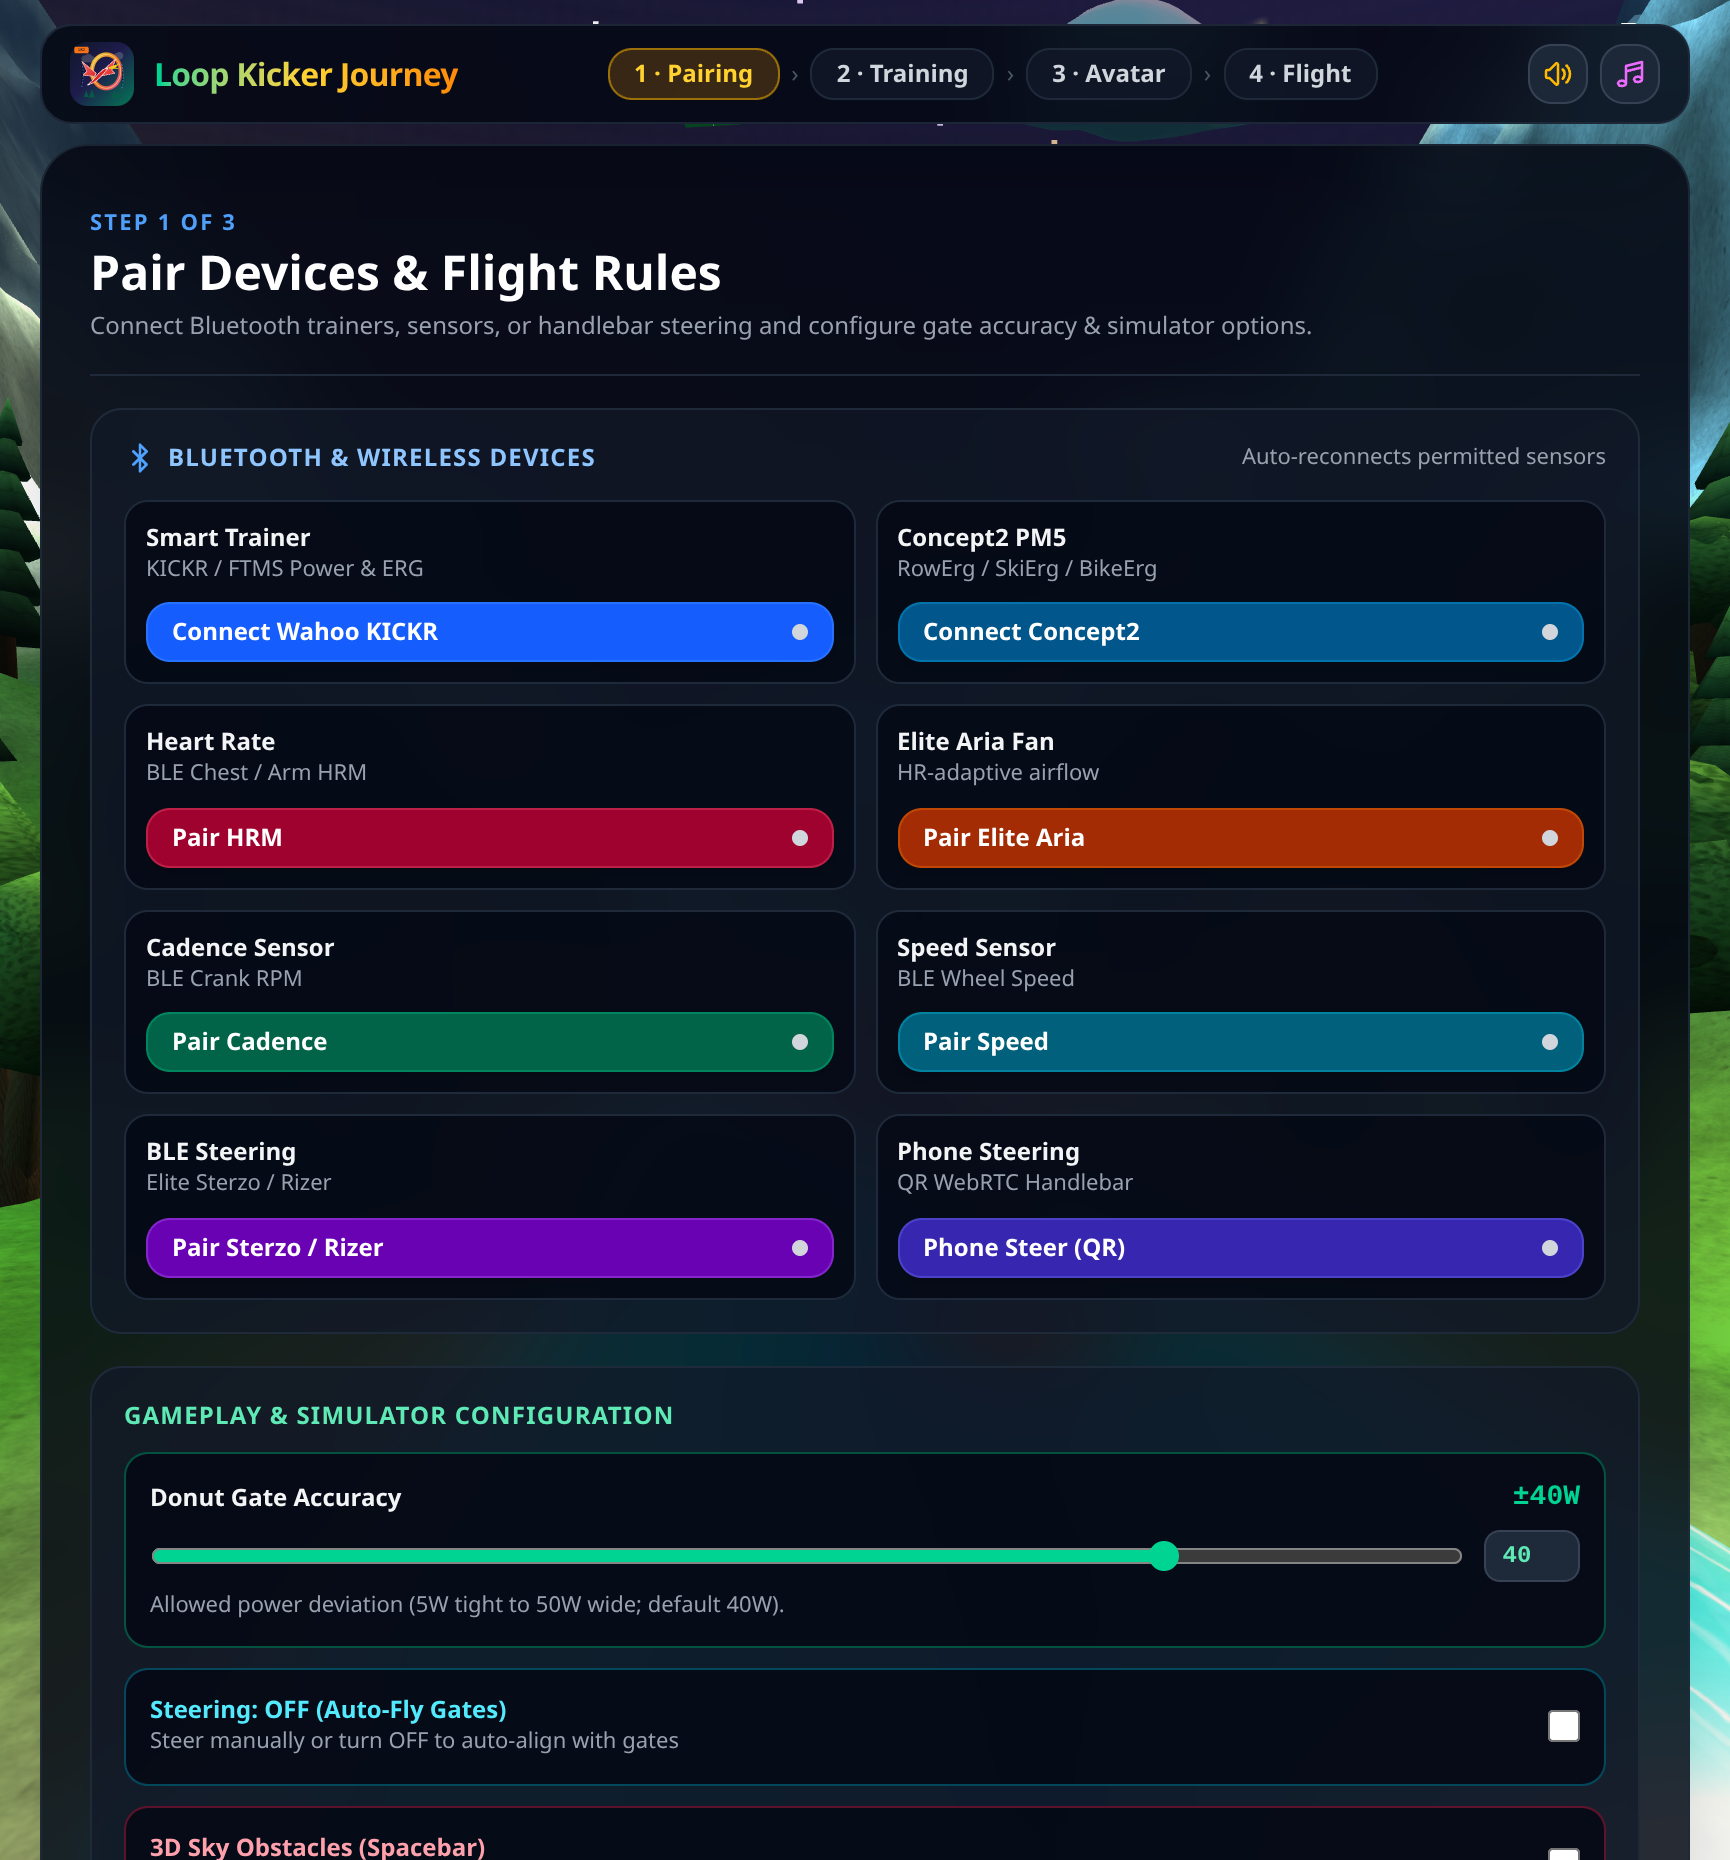 Loop Kicker Journey
1 · Pairing
›
2 · Training
›
3 · Avatar
›
4 · Flight
STEP 1 OF 3
Pair Devices & Flight Rules
Connect Bluetooth trainers, sensors, or handlebar steering and configure gate accuracy & simulator options.
BLUETOOTH & WIRELESS DEVICES
Auto-reconnects permitted sensors
Smart Trainer
KICKR / FTMS Power & ERG
Connect Wahoo KICKR
Concept2 PM5
RowErg / SkiErg / BikeErg
Connect Concept2
Heart Rate
BLE Chest / Arm HRM
Pair HRM
Elite Aria Fan
HR-adaptive airflow
Pair Elite Aria
Cadence Sensor
BLE Crank RPM
Pair Cadence
Speed Sensor
BLE Wheel Speed
Pair Speed
BLE Steering
Elite Sterzo / Rizer
Pair Sterzo / Rizer
Phone Steering
QR WebRTC Handlebar
Phone Steer (QR)
GAMEPLAY & SIMULATOR CONFIGURATION
Donut Gate Accuracy
±40W
40
Allowed power deviation (5W tight to 50W wide; default 40W).
Steering: OFF (Auto-Fly Gates)
Steer manually or turn OFF to auto-align with gates
3D Sky Obstacles (Spacebar)